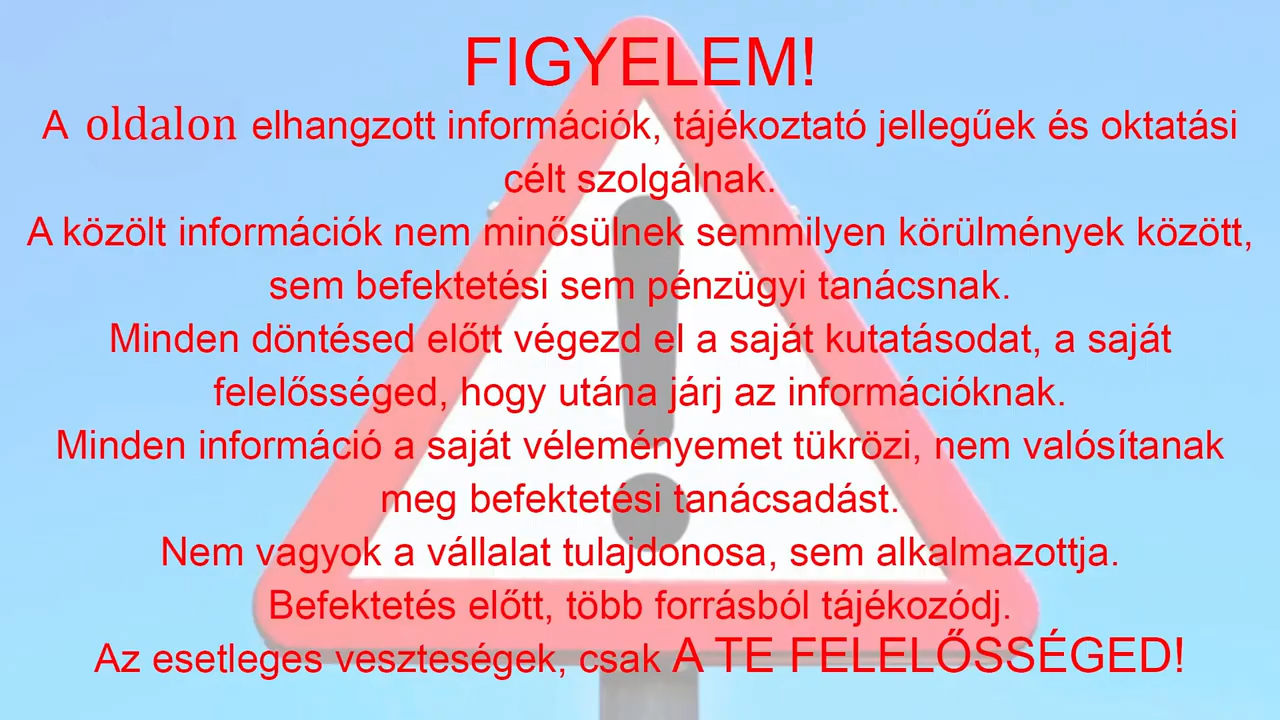 FIGYELEM!
A oldalon elhangzott információk, tájékoztató jellegűek és oktatási
célt szolgálnak.
A közölt információk nem minősülnek semmilyen körülmények között,
sem befektetési sem pénzügyi tanácsnak.
Minden döntésed előtt végezd el a saját kutatásodat, a saját
felelősséged, hogy utána járj az információknak.
Minden információ a saját véleményemet tükrözi, nem valósítanak
meg befektetési tanácsadást.
Nem vagyok a vállalat tulajdonosa, sem alkalmazottja.
Befektetés előtt, több forrásból tájékozódj.
Az esetleges veszteségek, csak A TE FELELŐSSÉGED!